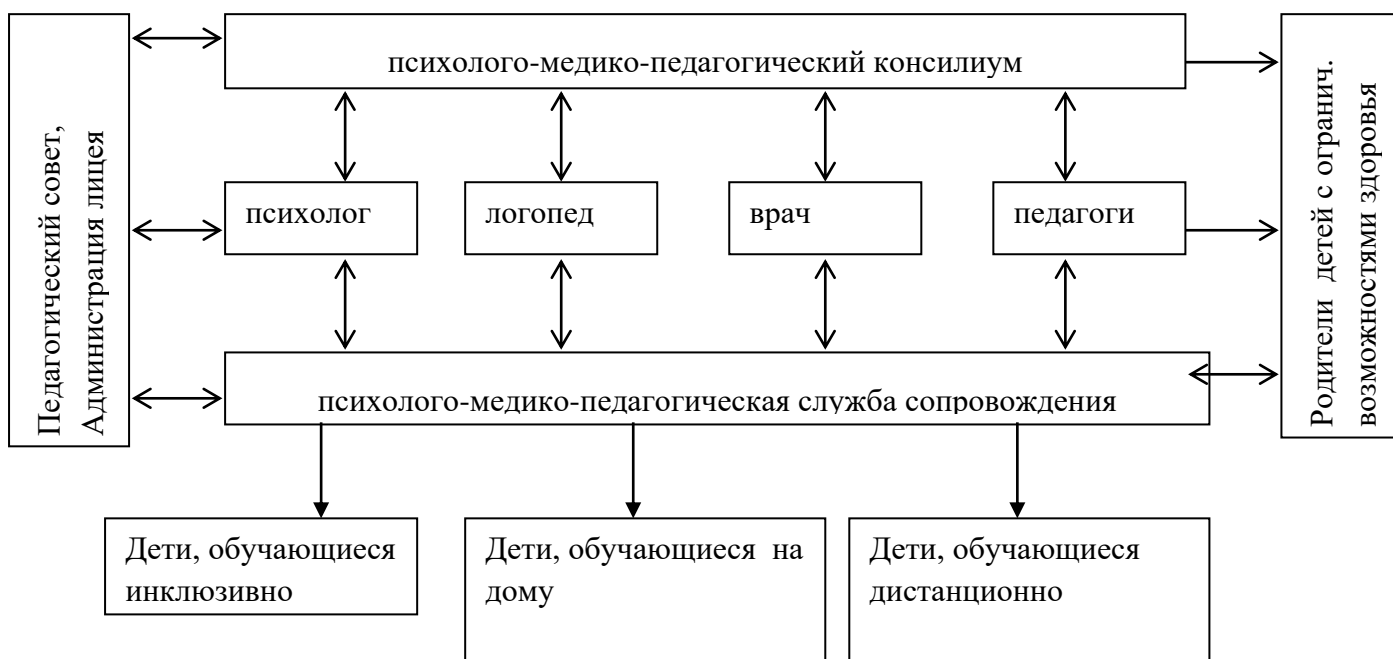 Педагогический совет,
Администрация лицея
психолого-медико-педагогический консилиум
Родители детей с огранич.
возможностями здоровья
психолог
логопед
врач
педагоги
психолого-медико-педагогическая служба сопровождения
Дети, обучающиеся
инклюзивно
Дети, обучающиеся на
дому
Дети, обучающиеся
дистанционно